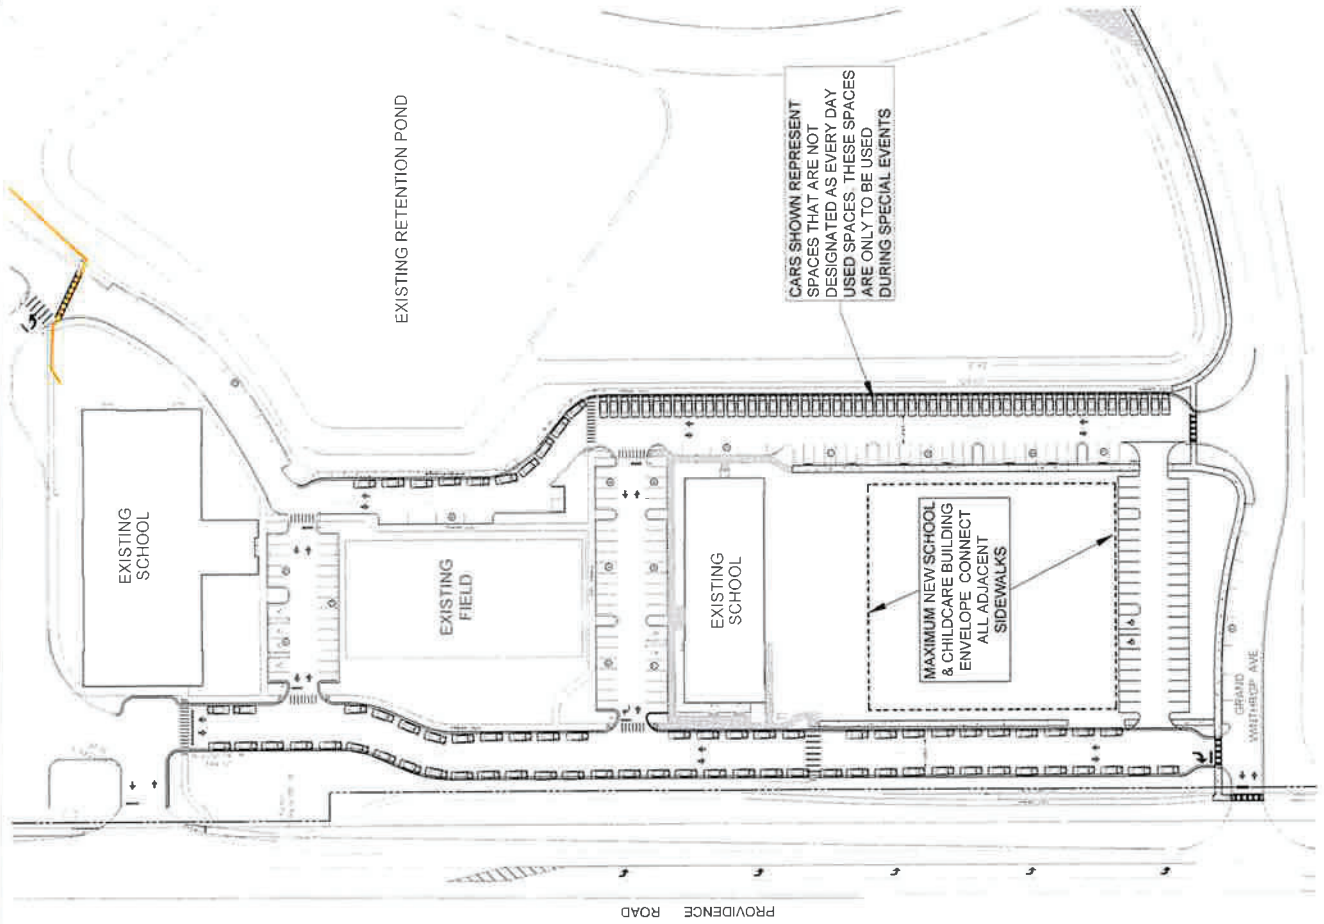 EXISTING RETENTION POND
CARS SHOWN REPRESENT
SPACES THAT ARE NOT
DESIGNATED AS EVERY DAY
USED SPACES. THESE SPACES
ARE ONLY TO BE USED
DURING SPECIAL EVENTS
EXISTING
SCHOOL
EXISTING
FIELD
EXISTING
SCHOOL
MAXIMUM NEW SCHOOL
& CHILDCARE BUILDING
ENVELOPE CONNECT
ALL ADJACENT
SIDEWALKS
GRAND
WINTHROP AVE
PROVIDENCE ROAD